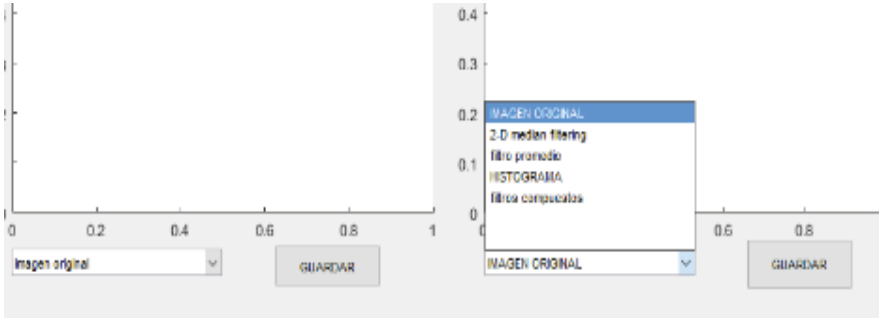 0
0.2
0.4
0.6
0.8
1
imagen original
GUARDAR
0.4
0.3
0.2
0.1
0
IMAGEN ORIGINAL
2-D median filtering
filtro promedio
HISTOGRAMA
filtros compuestos
0.6
0.8
IMAGEN ORIGINAL
GUARDAR